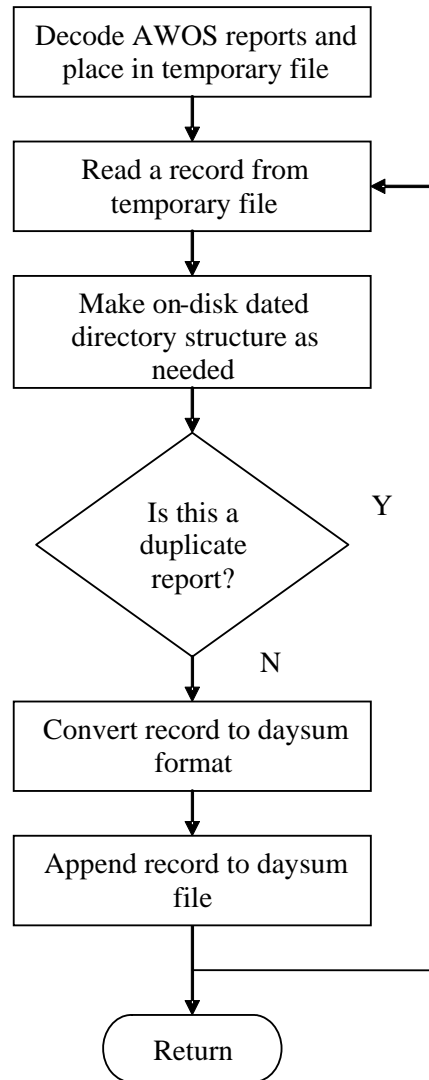 Decode AWOS reports and
place in temporary file
Read a record from
temporary file
Make on-disk dated
directory structure as
needed
Is this a
duplicate
report?
Y
N
Convert record to daysum
format
Append record to daysum
file
Return